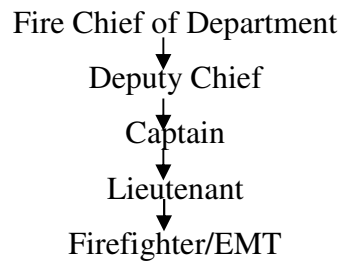 Fire Chief of Department
Deputy Chief
Captain
Lieutenant
Firefighter/EMT